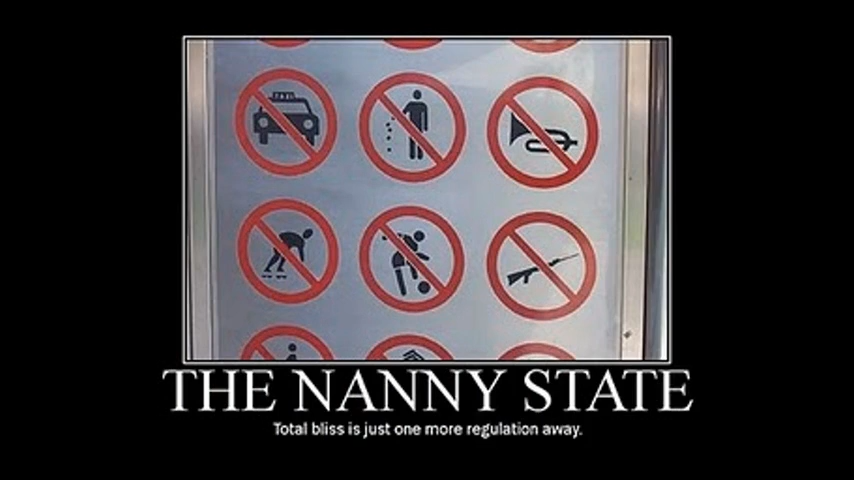 THE NANNY STATE
Total bliss is just one more regulation away.